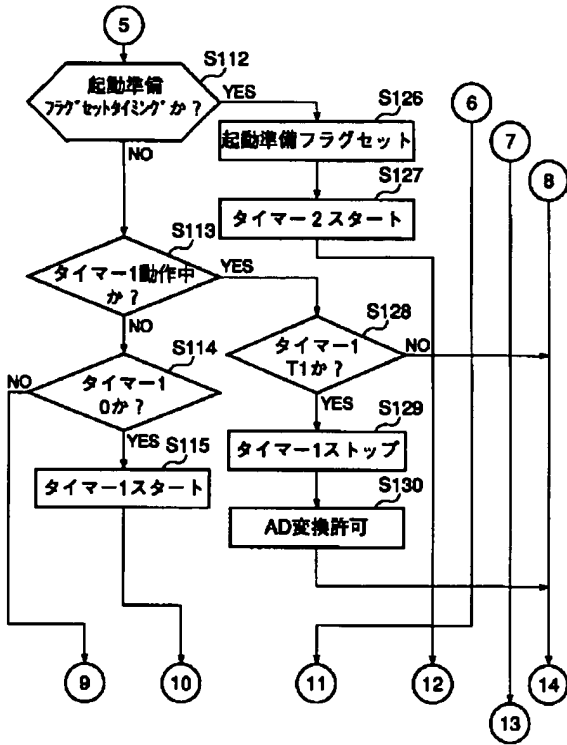 5
S112
起動準備
フラグセットタイミングか？
YES
NO
S126
起動準備フラグセット
S127
タイマー2スタート
6
7
8
S113
タイマー1動作中
か？
YES
NO
S128
タイマー1
T1か？
NO
YES
S114
タイマー1
0か？
NO
YES
S129
タイマー1ストップ
S115
タイマー1スタート
S130
AD変換許可
9
10
11
12
14
13